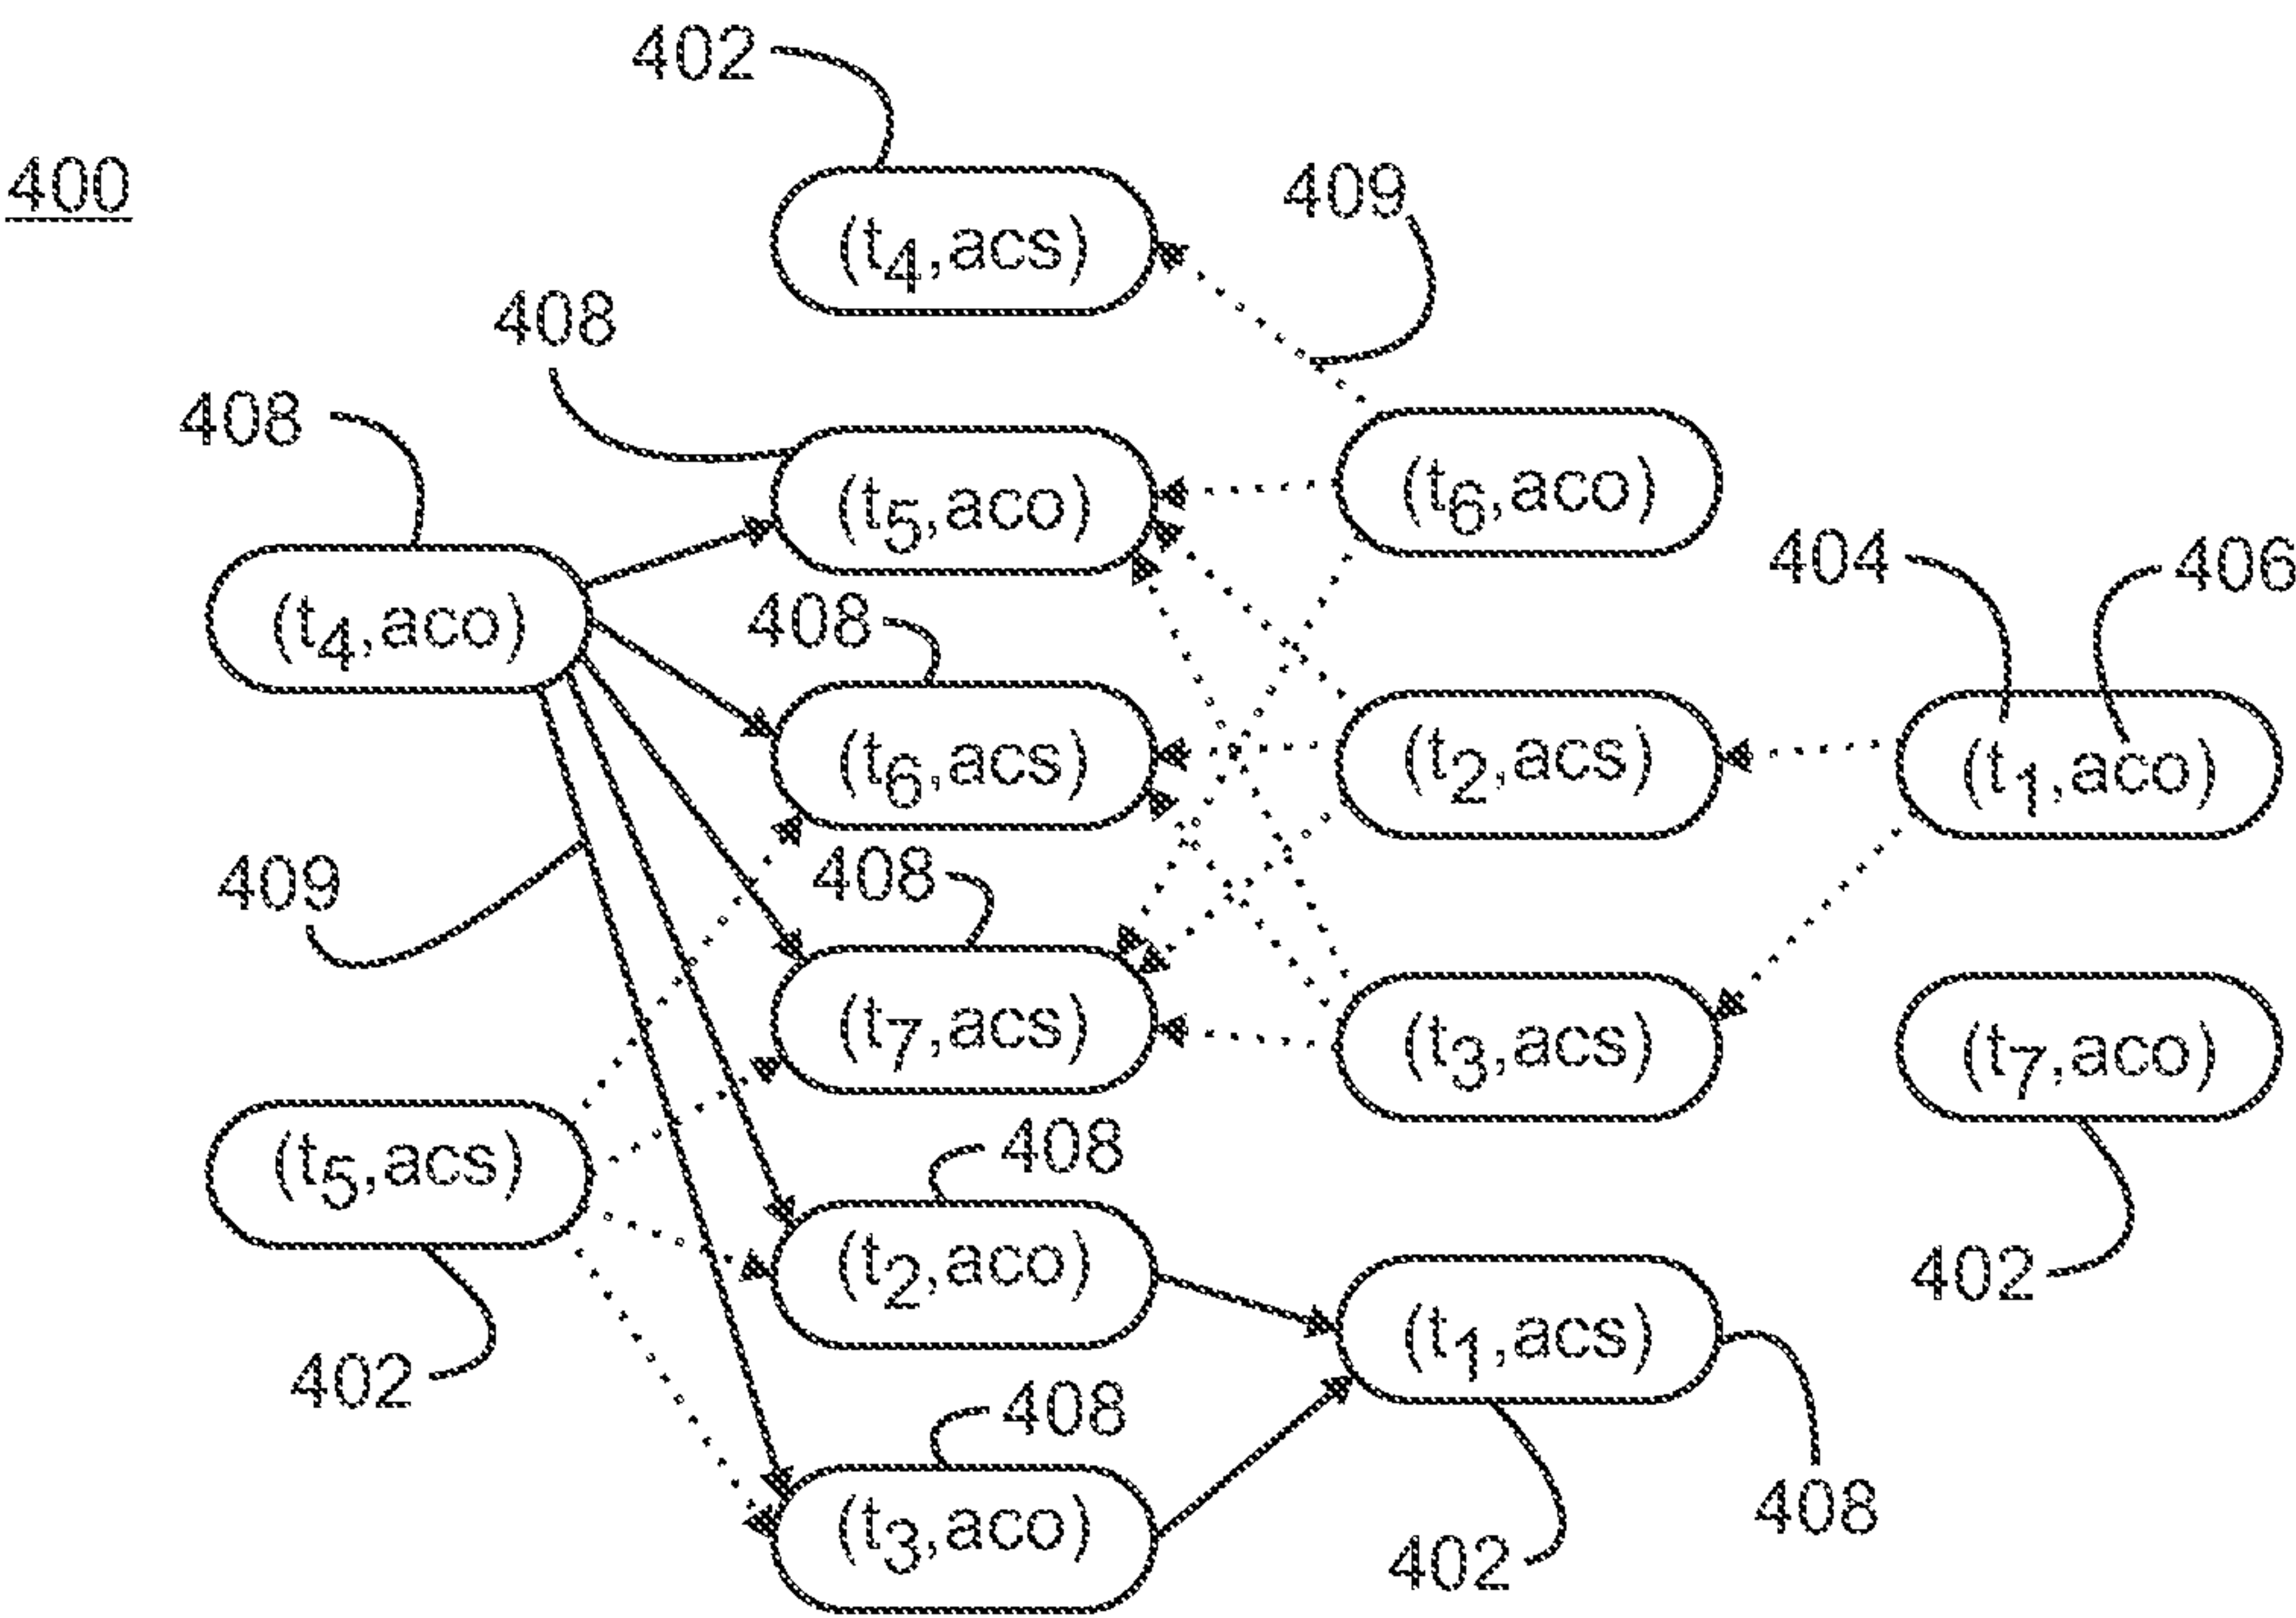 402
400
409
(t4,acs)
408
408
(t5,aco)
(t6,aco)
404
406
(t4,aco)
408
(t6,acs)
(t2,acs)
(t1,aco)
409
408
(t7,acs)
(t3,acs)
(t7,aco)
(t5,acs)
408
(t2,aco)
402
402
(t1,acs)
408
(t3,aco)
402
408